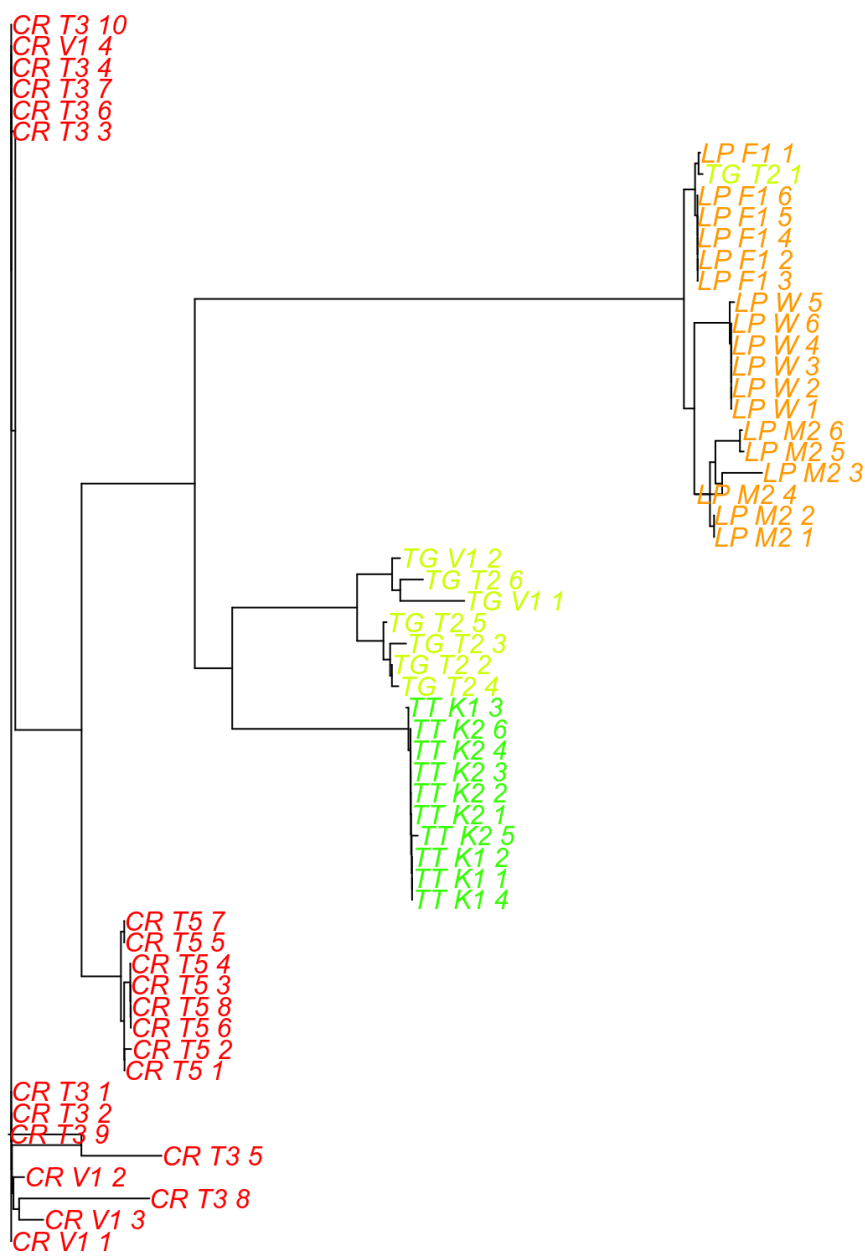 CR T3 10
CR V1 4
CR T3 4
CR T3 7
CR T3 6
CR T3 3
LP F1 1
TG T2 1
LP F1 6
LP F1 5
LP F1 4
LP F1 2
LP F1 3
LP W 5
LP W 6
LP W 4
LP W 3
LP W 2
LP W 1
LP M2 6
LP M2 5
LP M2 3
LP M2 4
LP M2 2
LP M2 1
TG V1 2
TG T2 6
TG V1 1
TG T2 5
TG T2 3
TG T2 2
TG T2 4
TT K1 3
TT K2 6
TT K2 4
TT K2 3
TT K2 2
TT K2 1
TT K2 5
TT K1 2
TT K1 1
TT K1 4
CR T5 7
CR T5 5
CR T5 4
CR T5 3
CR T5 8
CR T5 6
CR T5 2
CR T5 1
CR T3 1
CR T3 2
CR T3 9
CR T3 5
CR V1 2
CR T3 8
CR V1 3
CR V1 1